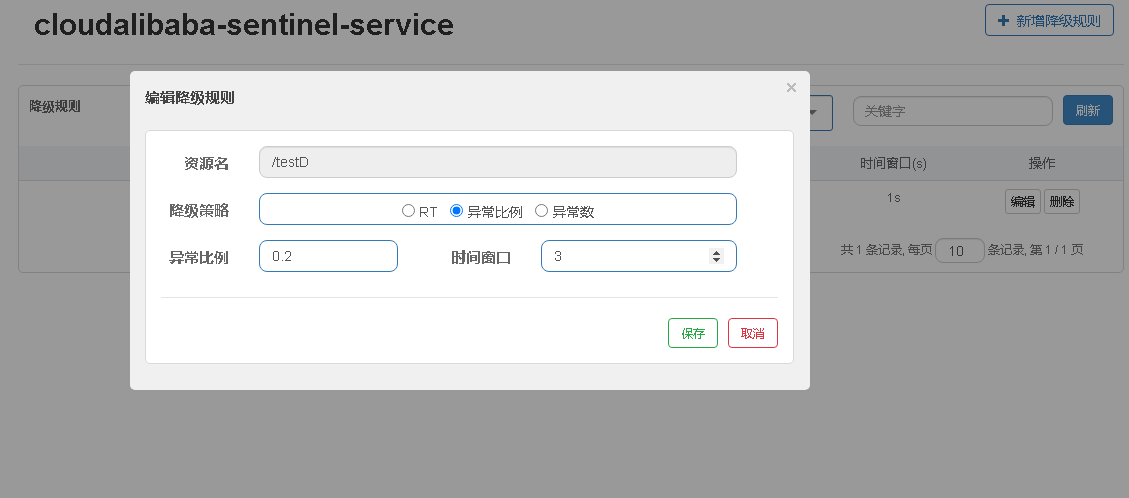 cloudalibaba-sentinel-service
新增降级规则
降级规则
关键字
刷新
时间窗口(s)
操作
1s
编辑
删除
共 1 条记录, 每页 10 条记录, 第 1 / 1 页
编辑降级规则
×
资源名
/testD
降级策略
RT
异常比例
异常数
异常比例
0.2
时间窗口
3
保存
取消